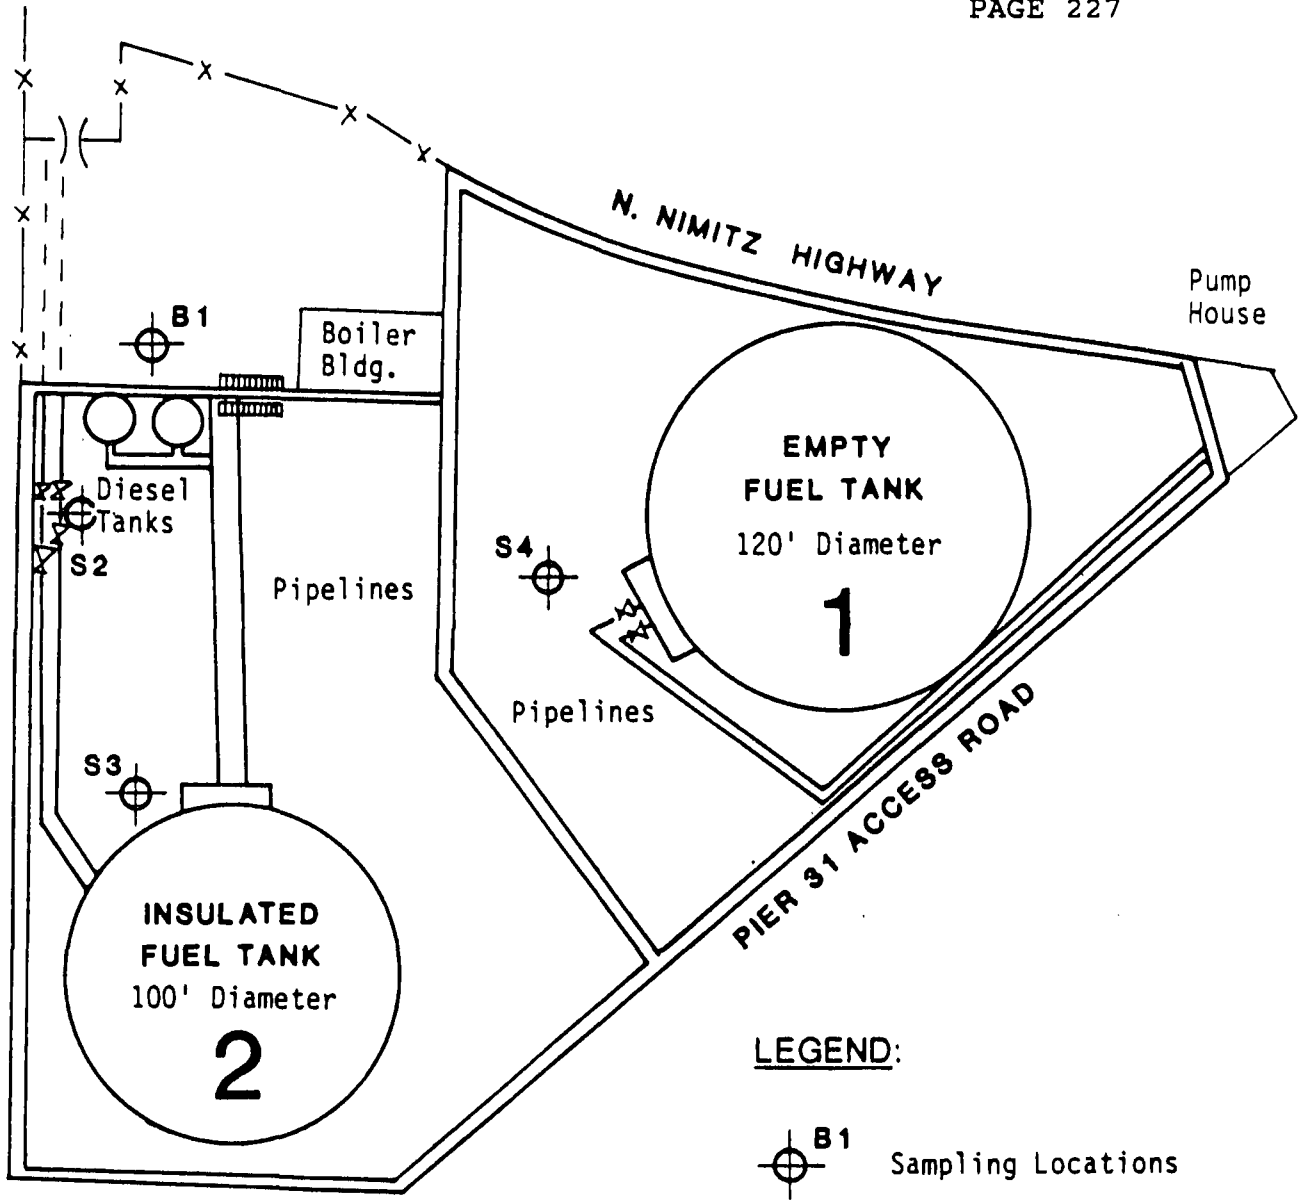 PAGE 227
N. NIMITZ HIGHWAY
Pump
House
B1
Boiler
Bldg.
EMPTY
FUEL TANK
120' Diameter
1
Diesel
Tanks
S2
S4
Pipelines
Pipelines
S3
PIER 31 ACCESS ROAD
INSULATED
FUEL TANK
100' Diameter
2
LEGEND:
B1
Sampling Locations